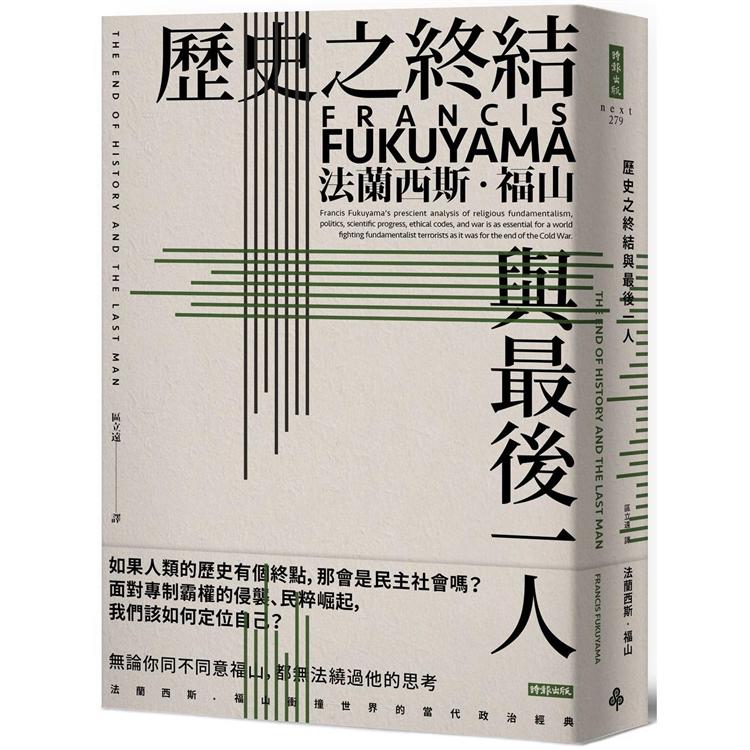 歷史之終結
FRANCIS
FUKUYAMA
法蘭西斯・福山
Francis Fukuyama's prescient analysis of religious fundamentalism,
politics, scientific progress, ethical codes, and war is as essential for a world
fighting fundamentalist terrorists as it was for the end of the Cold War.
與最後一人
THE END OF HISTORY AND THE LAST MAN
區立遠——譯
如果人類的歷史有個終點,那會是民主社會嗎?
面對專制霸權的侵襲、民粹崛起,
我們該如何定位自己?
無論你同不同意福山,都無法繞過他的思考
時報出版
法蘭西斯・福山衝撞世界的當代政治經典
時報出版
next
279
歷史之終結與最後一人
THE END OF HISTORY AND THE LAST MAN
區立遠 譯
FRANCIS FUKUYAMA
法蘭西斯・福山